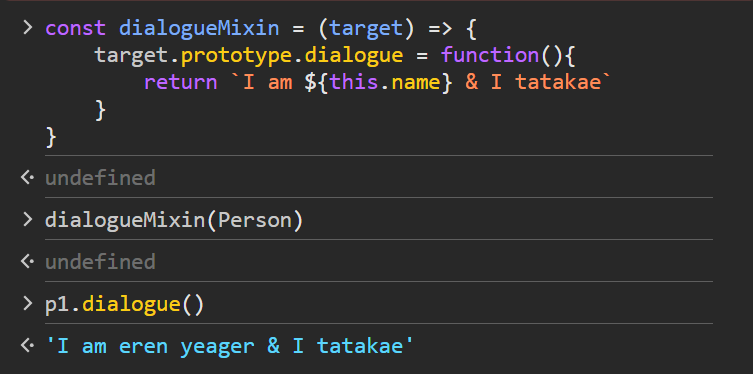 > const dialogueMixin = (target) => {
target.prototype.dialogue = function(){
return `I am ${this.name} & I tatakae`
}
}
undefined
> dialogueMixin(Person)
undefined
> p1.dialogue()
'I am eren yeager & I tatakae'